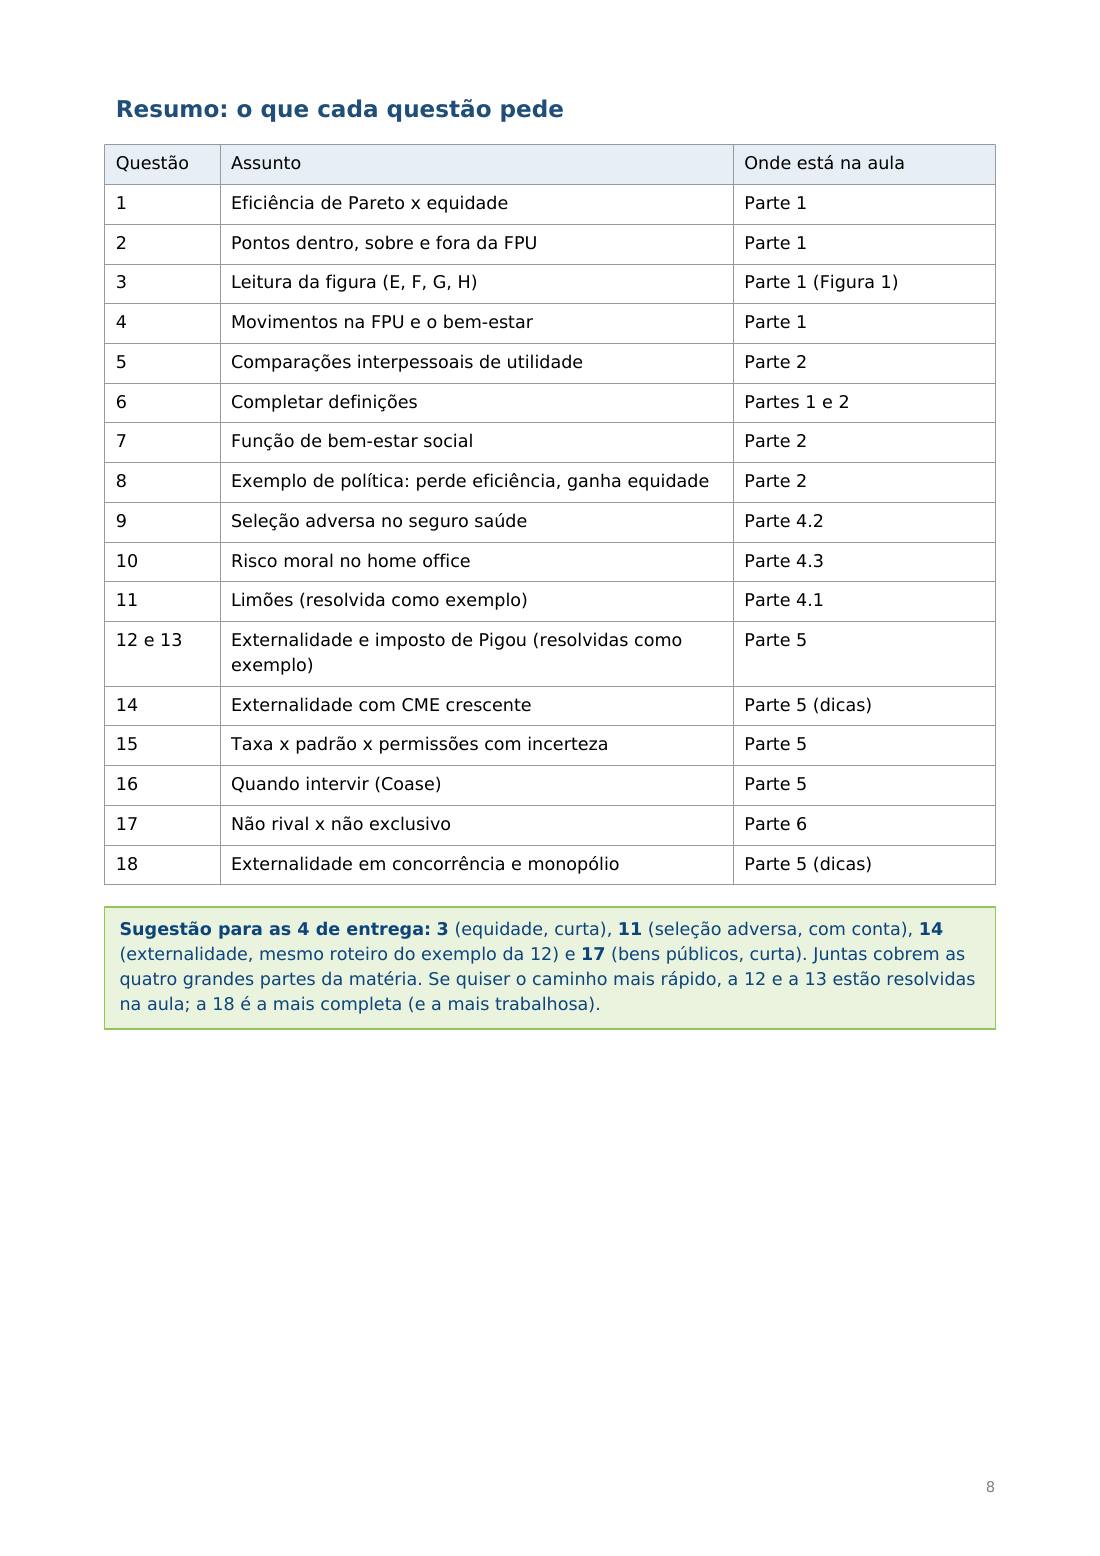 Resumo: o que cada questão pede
Questão Assunto Onde está na aula
1 Eficiência de Pareto x equidade Parte 1
2 Pontos dentro, sobre e fora da FPU Parte 1
3 Leitura da figura (E, F, G, H) Parte 1 (Figura 1)
4 Movimentos na FPU e o bem-estar Parte 1
5 Comparações interpessoais de utilidade Parte 2
6 Completar definições Partes 1 e 2
7 Função de bem-estar social Parte 2
8 Exemplo de política: perde eficiência, ganha equidade Parte 2
9 Seleção adversa no seguro saúde Parte 4.2
10 Risco moral no home office Parte 4.3
11 Limões (resolvida como exemplo) Parte 4.1
12 e 13 Externalidade e imposto de Pigou (resolvidas como Parte 5
exemplo)
14 Externalidade com CME crescente Parte 5 (dicas)
15 Taxa x padrão x permissões com incerteza Parte 5
16 Quando intervir (Coase) Parte 5
17 Não rival x não exclusivo Parte 6
18 Externalidade em concorrência e monopólio Parte 5 (dicas)
Sugestão para as 4 de entrega: 3 (equidade, curta), 11 (seleção adversa, com conta), 14
(externalidade, mesmo roteiro do exemplo da 12) e 17 (bens públicos, curta). Juntas cobrem as
quatro grandes partes da matéria. Se quiser o caminho mais rápido, a 12 e a 13 estão resolvidas
na aula; a 18 é a mais completa (e a mais trabalhosa).
8